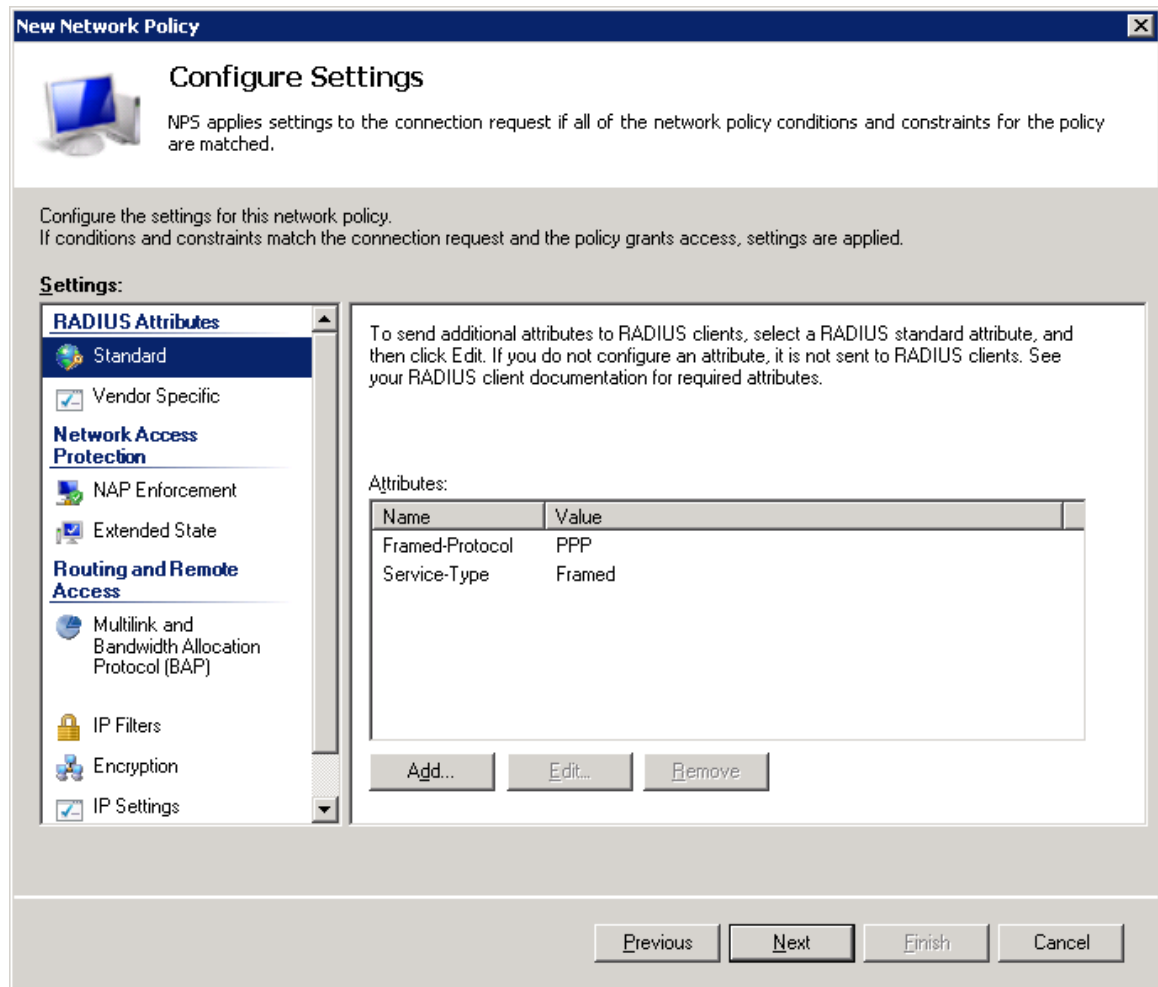 New Network Policy
Configure Settings
NPS applies settings to the connection request if all of the network policy conditions and constraints for the policy
are matched.
Configure the settings for this network policy.
If conditions and constraints match the connection request and the policy grants access, settings are applied.
Settings:
RADIUS Attributes
Standard
Vendor Specific
Network Access
Protection
NAP Enforcement
Extended State
Routing and Remote
Access
Multilink and
Bandwidth Allocation
Protocol (BAP)
IP Filters
Encryption
IP Settings
To send additional attributes to RADIUS clients, select a RADIUS standard attribute, and
then click Edit. If you do not configure an attribute, it is not sent to RADIUS clients. See
your RADIUS client documentation for required attributes.
Attributes:
Name Value
Framed-Protocol PPP
Service-Type Framed
Add... Edit... Remove
Previous Next Finish Cancel